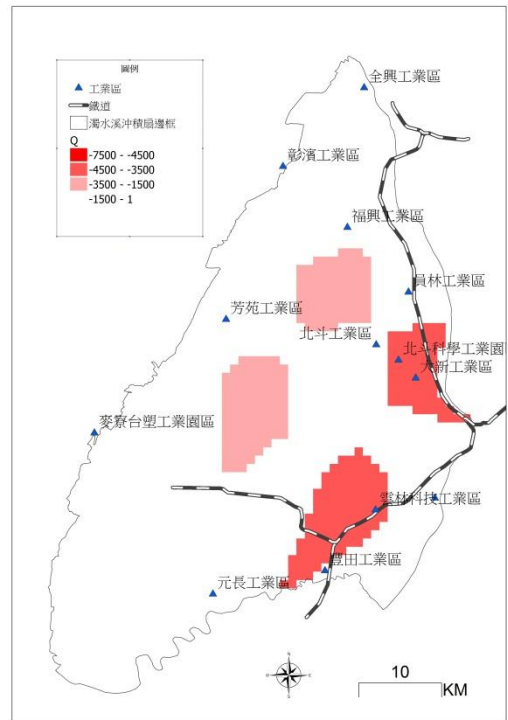 圖例
工業區
鐵道
濁水溪沖積扇邊框
Q
-7500 - -4500
-4500 - -3500
-3500 - -1500
-1500 - 1
全興工業區
彰濱工業區
福興工業區
員林工業區
芳苑工業區
北斗工業區
北斗科學工業園
大新工業區
麥寮台塑工業園區
雲林科技工業區
豐田工業區
元長工業區
10
KM